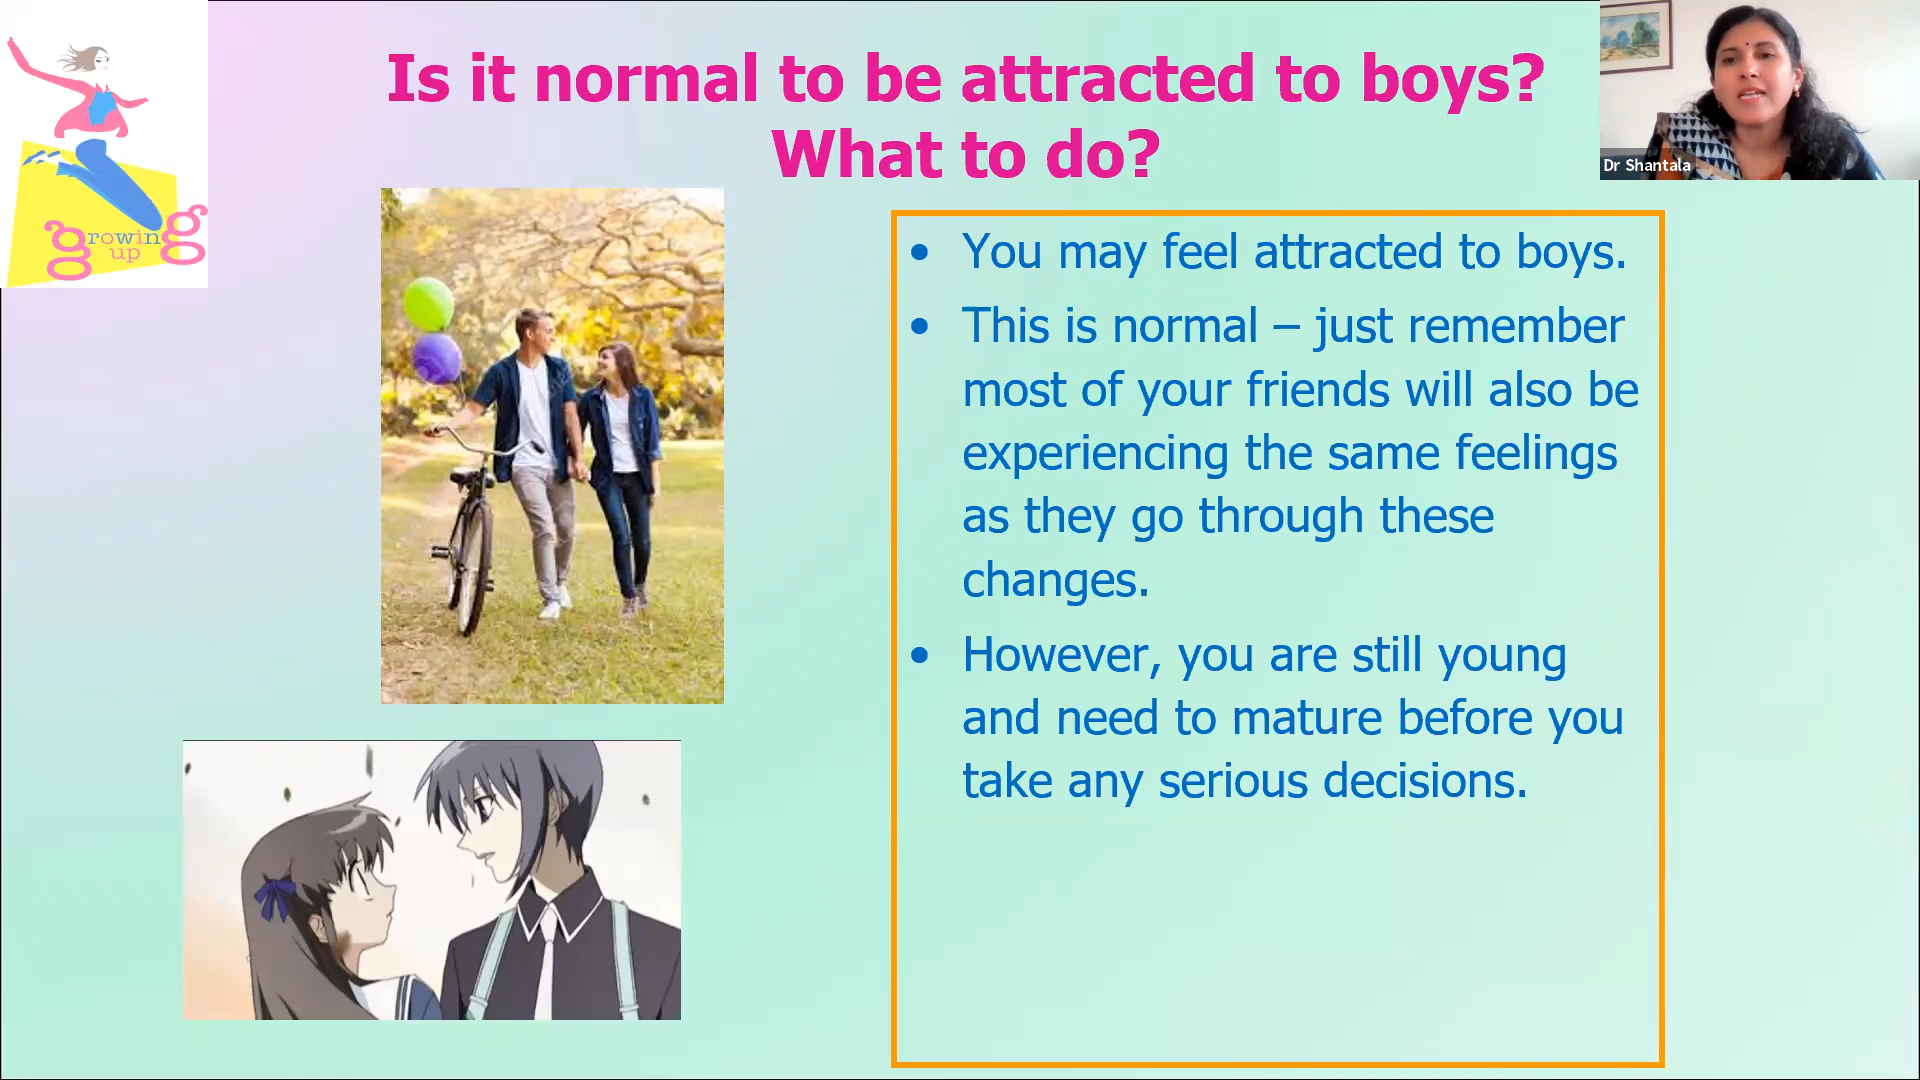 Is it normal to be attracted to boys?
What to do?
Dr Shantala
growing
up
• You may feel attracted to boys.
• This is normal – just remember
most of your friends will also be
experiencing the same feelings
as they go through these
changes.
• However, you are still young
and need to mature before you
take any serious decisions.